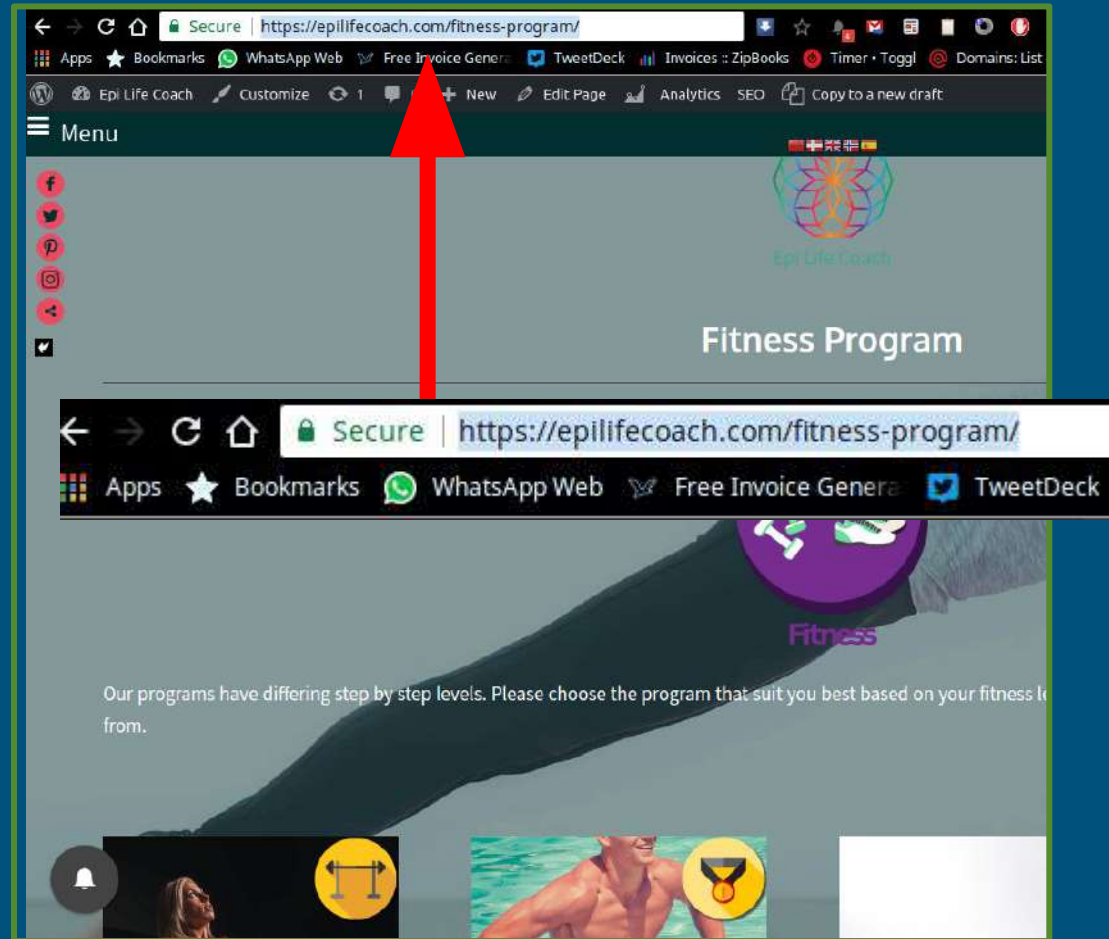 Secure | https://epilifecoach.com/fitness-program/
Apps Bookmarks WhatsApp Web Free Invoice Genera TweetDeck Invoices :: ZipBooks Timer • Toggl Domains: List
Epi Life Coach Customize 1 New Edit Page Analytics SEO Copy to a new draft
Menu
Epi Life Coach
Fitness Program
Secure | https://epilifecoach.com/fitness-program/
Apps Bookmarks WhatsApp Web Free Invoice Genera TweetDeck
Fitness
Our programs have differing step by step levels. Please choose the program that suit you best based on your fitness
from.